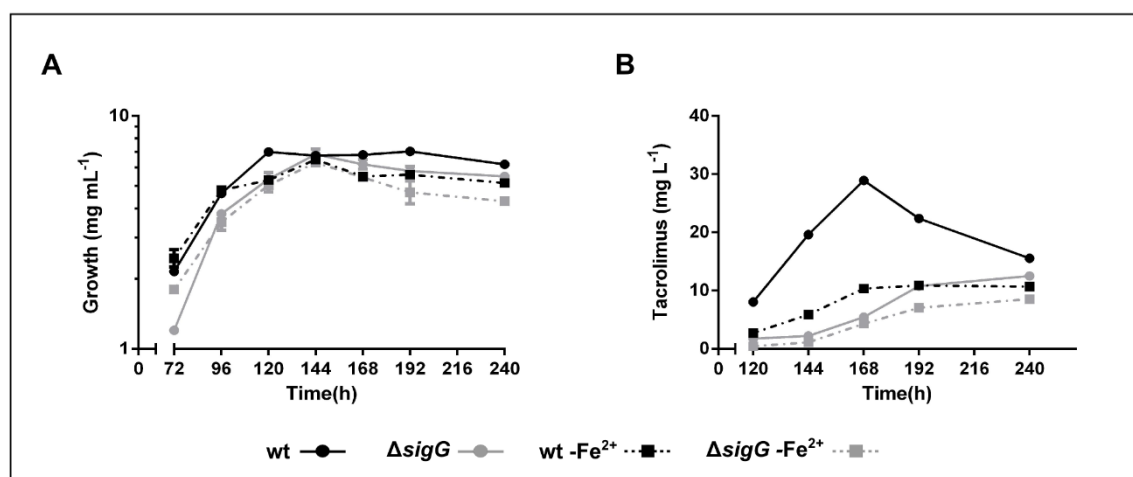 A
B
Growth (mg mL⁻¹)
10
1
0 72 96 120 144 168 192 216 240
Time(h)
Tacrolimus (mg L⁻¹)
40
30
20
10
0
0 120 144 168 192 216 240
Time(h)
wt ΔsigG wt -Fe²⁺ ΔsigG -Fe²⁺